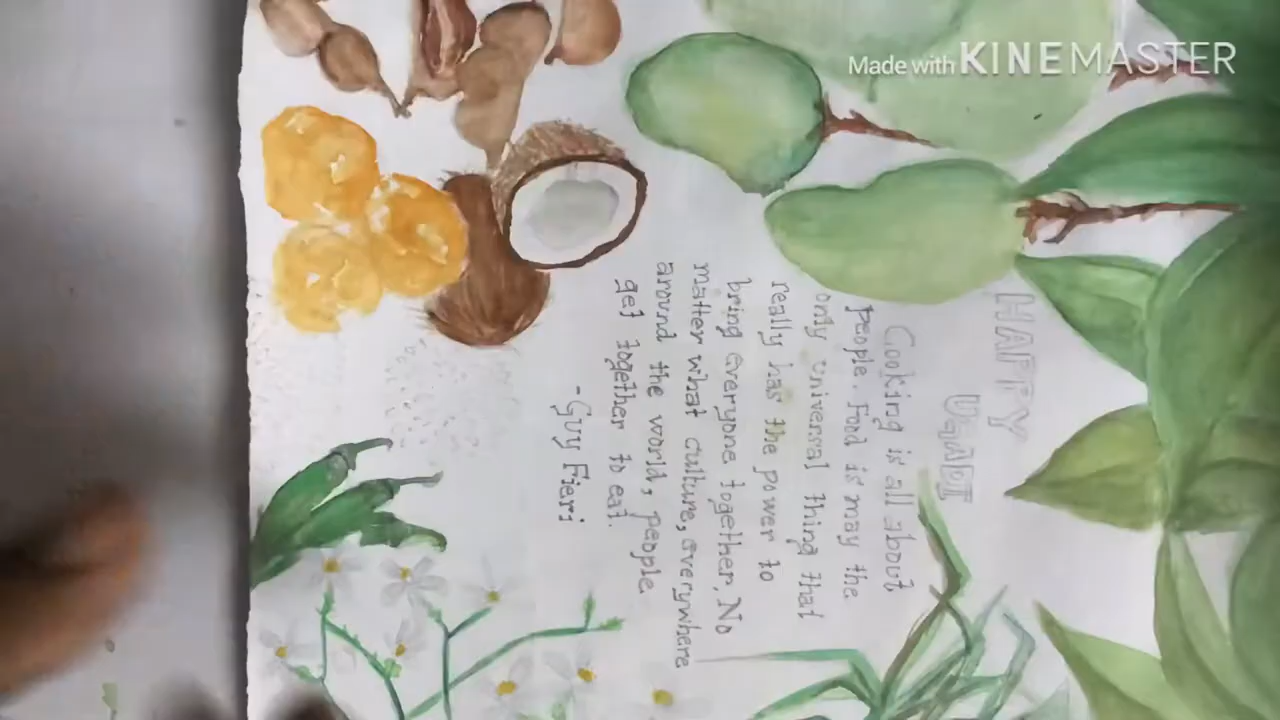 Made with KINEMASTER
HAPPY
UGADI
Cooking is all about
people. Food is may the
only universal thing that
really has the power to
bring everyone together. No
matter what culture, everywhere
around the world, people
get together to eat.
- Guy Fieri